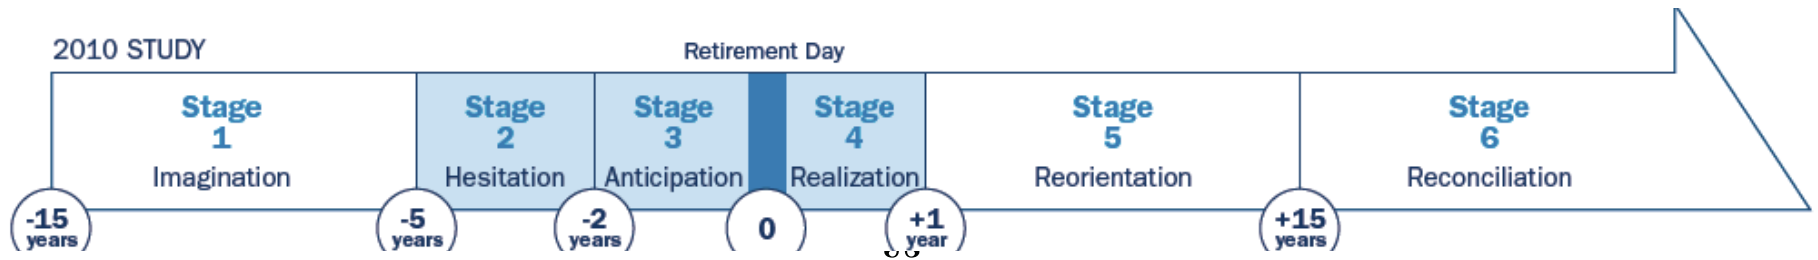 2010 STUDY
Retirement Day
Stage
1
Imagination
Stage
2
Hesitation
Stage
3
Anticipation
Stage
4
Realization
Stage
5
Reorientation
Stage
6
Reconciliation
-15
years
-5
years
-2
years
0
+1
year
+15
years